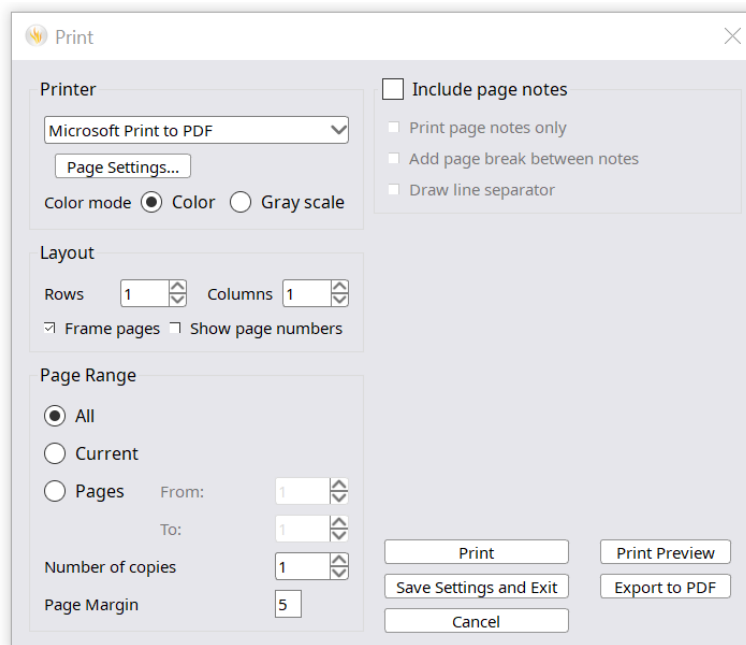 Print
Printer
Microsoft Print to PDF
Page Settings...
Color mode Color Gray scale
Layout
Rows 1 Columns 1
Frame pages Show page numbers
Page Range
All
Current
Pages From: 1
To: 1
Number of copies 1
Page Margin 5
Include page notes
Print page notes only
Add page break between notes
Draw line separator
Print Print Preview
Save Settings and Exit Export to PDF
Cancel